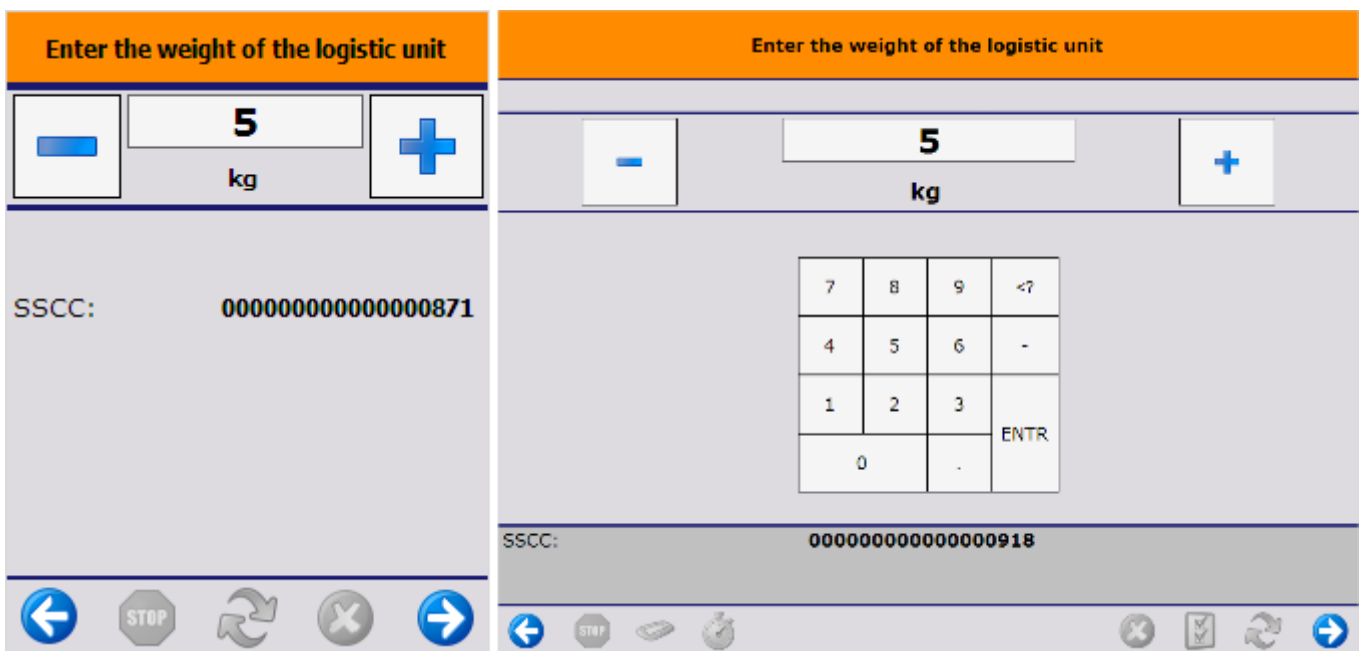 Enter the weight of the logistic unit
5
kg
SSCC: 000000000000000871
STOP
Enter the weight of the logistic unit
5
kg
7 8 9 <?
4 5 6 -
1 2 3
ENTR
0 .
SSCC: 000000000000000918
STOP